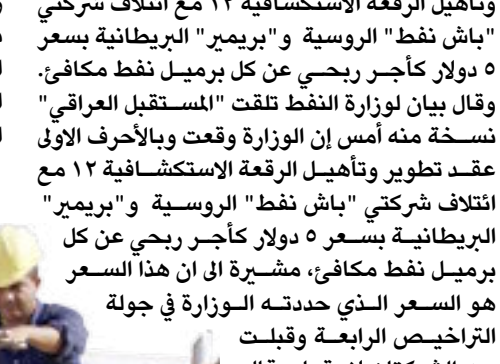 وتأهيل الرقعة الاستكشافية ١٢ مع ائتلاف شركتي
"باش نفط" الروسية و"بريمير" البريطانية بسعر
٥ دولار كأجر ربحي عن كل برميل نفط مكافئ.
وقال بيان لوزارة النفط تلقت "المستقبل العراقي"
نسخة منه أمس إن الوزارة وقعت وبالأحرف الاولى
عقد تطوير وتأهيل الرقعة الاستكشافية ١٢ مع
ائتلاف شركتي "باش نفط" الروسية و"بريمير"
البريطانية بسعر ٥ دولار كأجر ربحي عن كل
برميل نفط مكافئ، مشيرة الى ان هذا السعر
هو السعر الذي حددته الوزارة في جولة
التراخيص الرابعة وقبلت